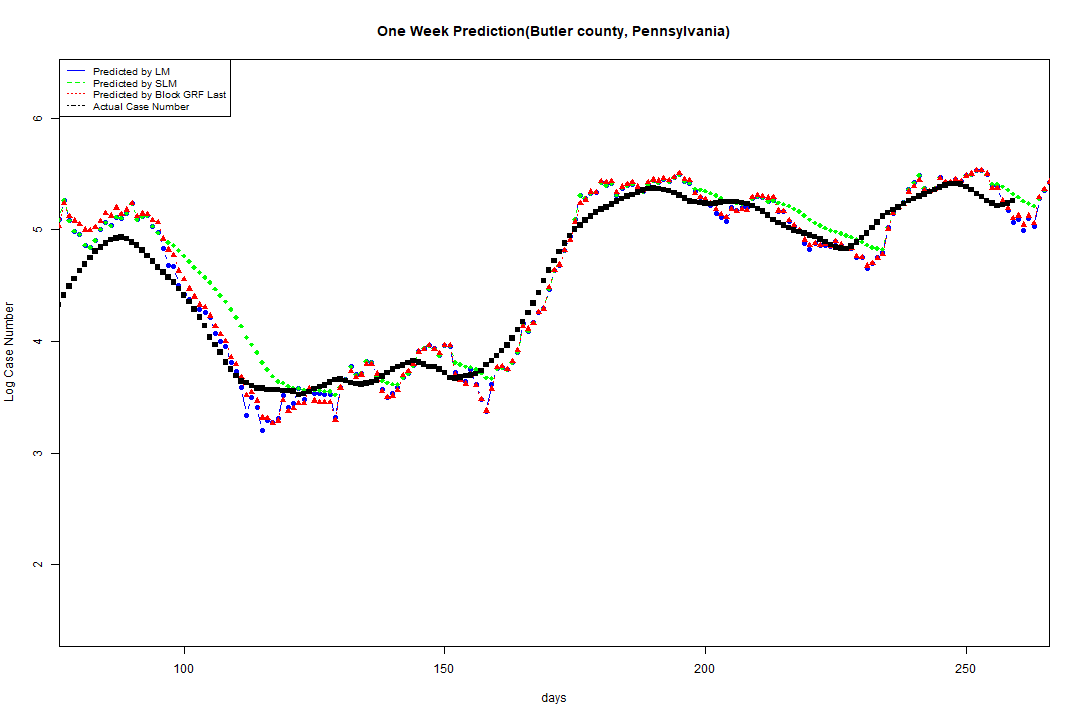 One Week Prediction(Butler county, Pennsylvania)
Predicted by LM
Predicted by SLM
Predicted by Block GRF Last
Actual Case Number
6
5
4
3
2
Log Case Number
100 150 200 250
days